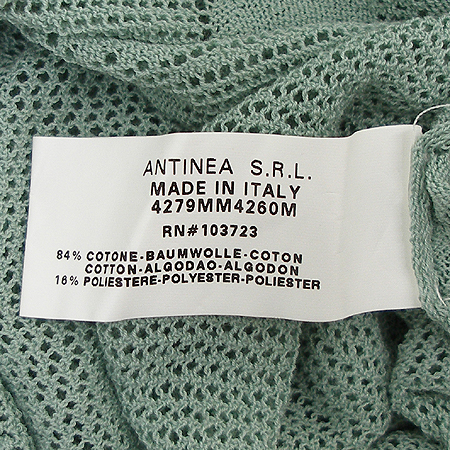 ANTINEA S.R.L.
MADE IN ITALY
4279MM4260M
RN#103723
84% COTONE-BAUMWOLLE-COTON
COTTON-ALGODAO-ALGODON
16% POLIESTERE-POLYESTER-POLIESTER